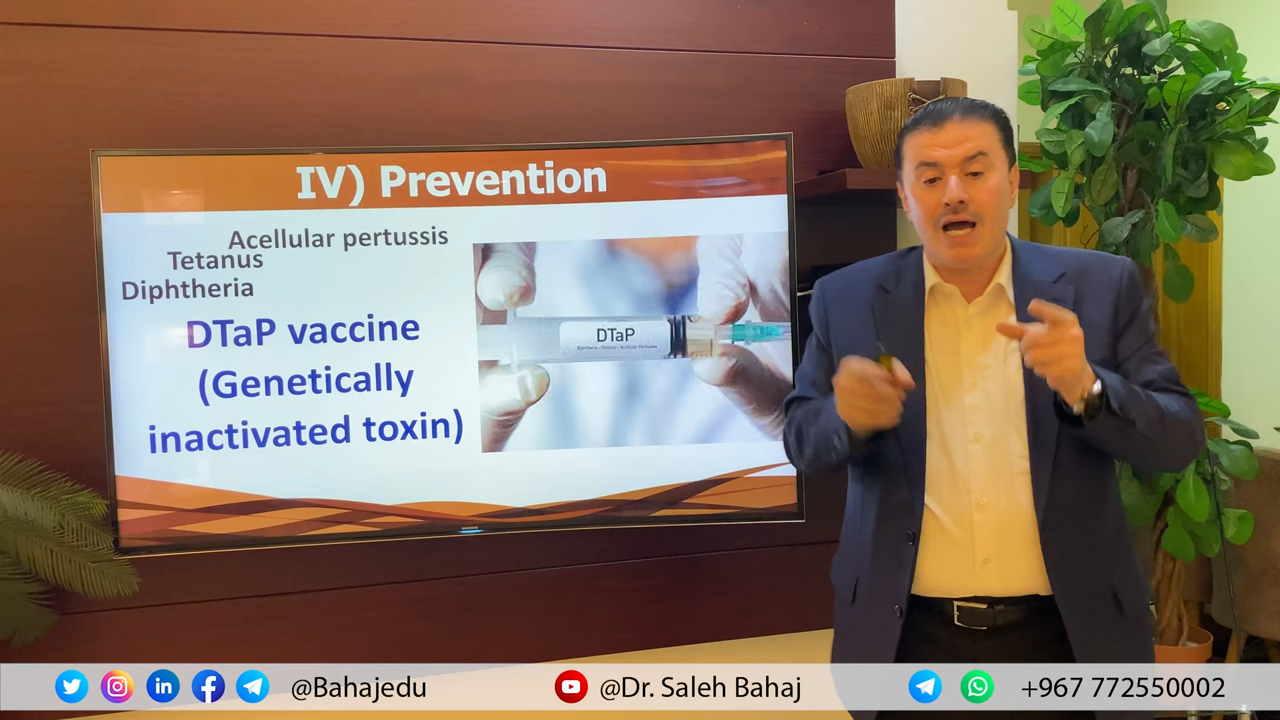 IV) Prevention
Acellular pertussis
Tetanus
Diphtheria
DTaP vaccine
(Genetically
inactivated toxin)
DTaP
@Bahajedu
@Dr. Saleh Bahaj
+967 772550002